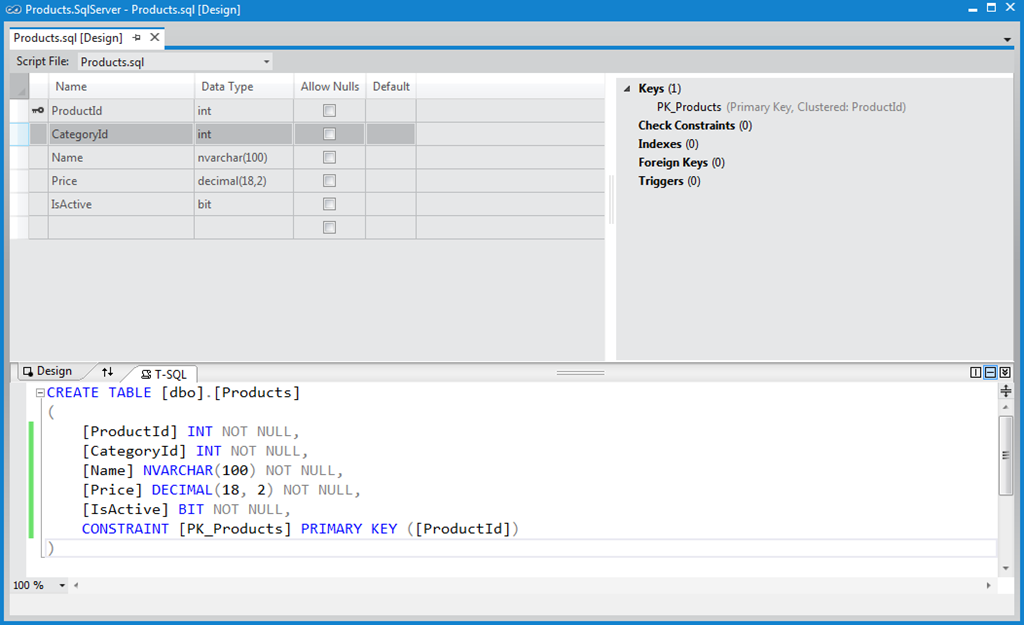 Products.SqlServer - Products.sql [Design]
Products.sql [Design]
Script File: Products.sql
Name Data Type Allow Nulls Default
ProductId int
CategoryId int
Name nvarchar(100)
Price decimal(18,2)
IsActive bit
Keys (1)
PK_Products (Primary Key, Clustered: ProductId)
Check Constraints (0)
Indexes (0)
Foreign Keys (0)
Triggers (0)
Design T-SQL
CREATE TABLE [dbo].[Products]
(
[ProductId] INT NOT NULL,
[CategoryId] INT NOT NULL,
[Name] NVARCHAR(100) NOT NULL,
[Price] DECIMAL(18, 2) NOT NULL,
[IsActive] BIT NOT NULL,
CONSTRAINT [PK_Products] PRIMARY KEY ([ProductId])
)
100 %